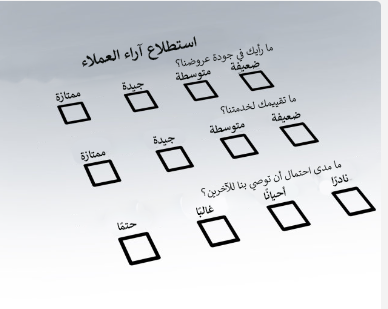 استطلاع آراء العملاء
ما رأيك في جودة عروضنا؟
ضعيفة متوسطة جيدة ممتازة
ما تقييمك لخدمتنا؟
ضعيفة متوسطة جيدة ممتازة
ما مدى احتمال أن توصي بنا للآخرين؟
نادرًا أحيانًا غالبًا حتمًا